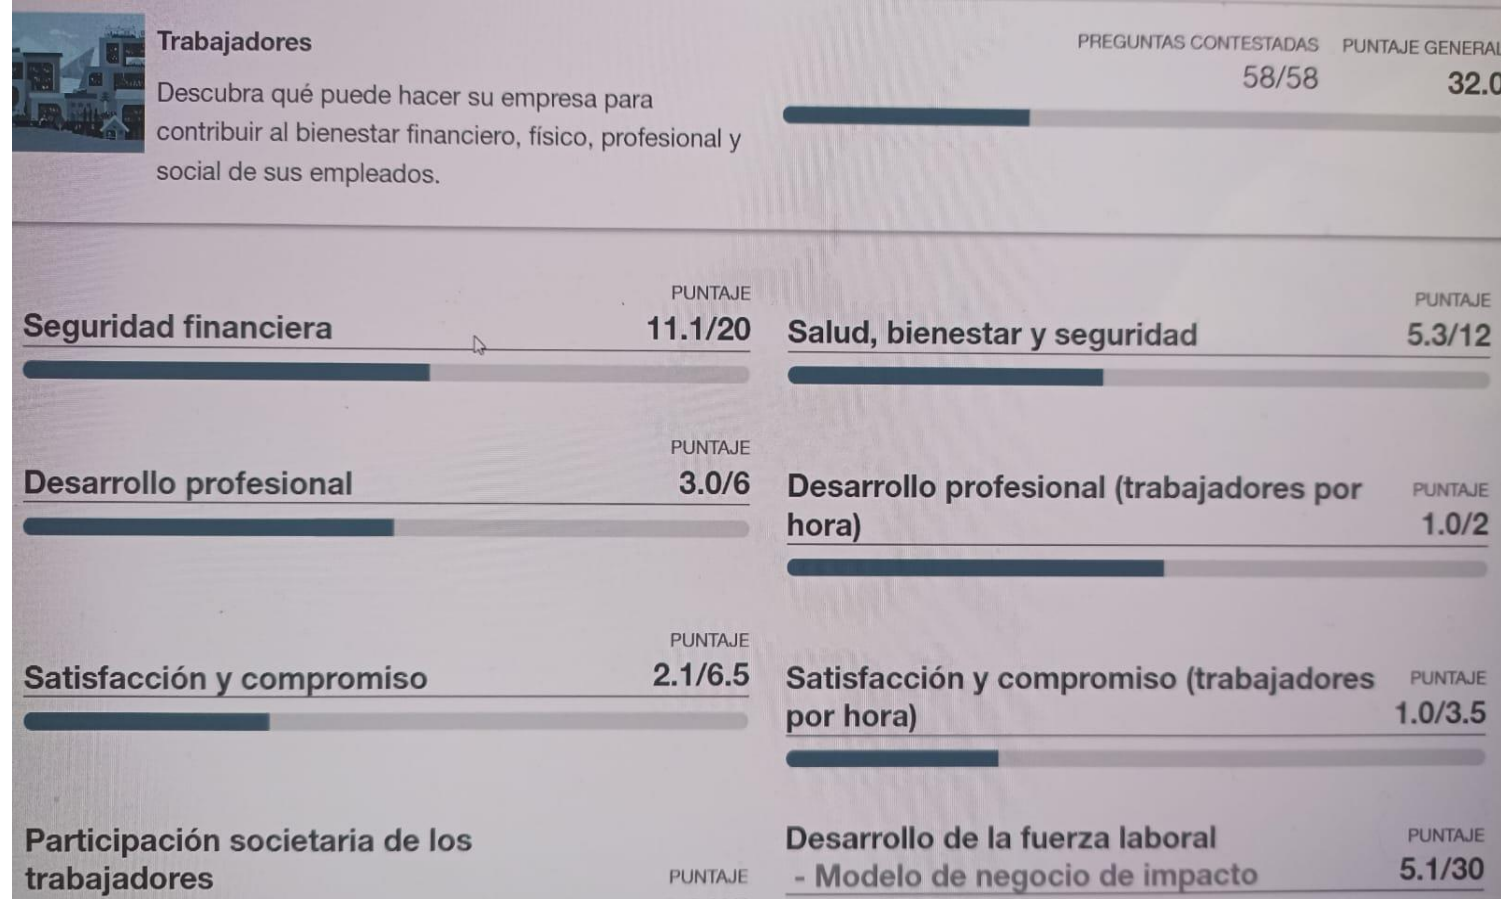 Trabajadores
Descubra qué puede hacer su empresa para
contribuir al bienestar financiero, físico, profesional y
social de sus empleados.
PREGUNTAS CONTESTADAS
58/58
PUNTAJE GENERAL
32.0
PUNTAJE
Seguridad financiera 11.1/20
PUNTAJE
Salud, bienestar y seguridad 5.3/12
PUNTAJE
Desarrollo profesional 3.0/6
Desarrollo profesional (trabajadores por PUNTAJE
hora) 1.0/2
PUNTAJE
Satisfacción y compromiso 2.1/6.5
Satisfacción y compromiso (trabajadores PUNTAJE
por hora) 1.0/3.5
Participación societaria de los
trabajadores PUNTAJE
Desarrollo de la fuerza laboral PUNTAJE
- Modelo de negocio de impacto 5.1/30